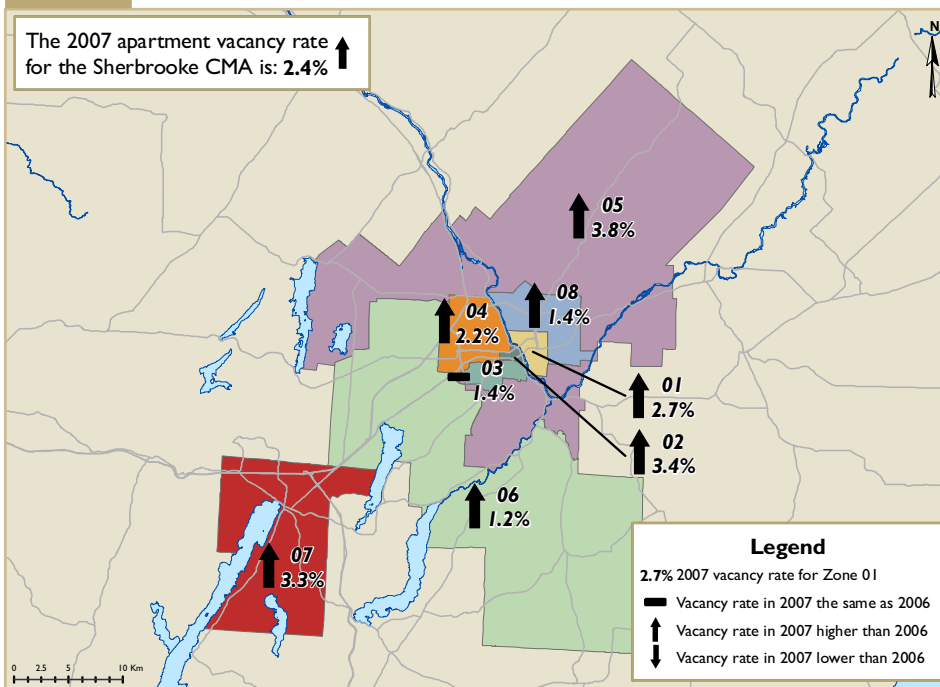 The 2007 apartment vacancy rate
for the Sherbrooke CMA is: 2.4%
N
05
3.8%
08
1.4%
04
2.2%
03
1.4%
01
2.7%
02
3.4%
06
1.2%
07
3.3%
Legend
2.7% 2007 vacancy rate for Zone 01
Vacancy rate in 2007 the same as 2006
Vacancy rate in 2007 higher than 2006
Vacancy rate in 2007 lower than 2006
0 2.5 5 10 Km